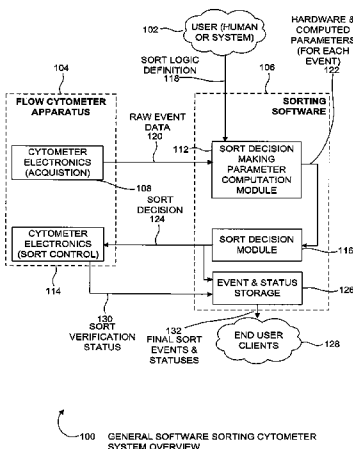 102
USER (HUMAN
OR SYSTEM)
HARDWARE &
COMPUTED
PARAMETERS
(FOR EACH
EVENT)
122
104
SORT LOGIC
DEFINITION
118
106
FLOW CYTOMETER
APPARATUS
SORTING
SOFTWARE
RAW EVENT
DATA
120
112
CYTOMETER
ELECTRONICS
(ACQUISTION)
108
SORT DECISION
MAKING
PARAMETER
COMPUTATION
MODULE
SORT
DECISION
124
CYTOMETER
ELECTRONICS
(SORT CONTROL)
SORT DECISION
MODULE
116
114
EVENT & STATUS
STORAGE
126
130
SORT
VERIFICATION
STATUS
132
FINAL SORT
EVENTS &
STATUSES
END USER
CLIENTS
128
100 GENERAL SOFTWARE SORTING CYTOMETER
SYSTEM OVERVIEW